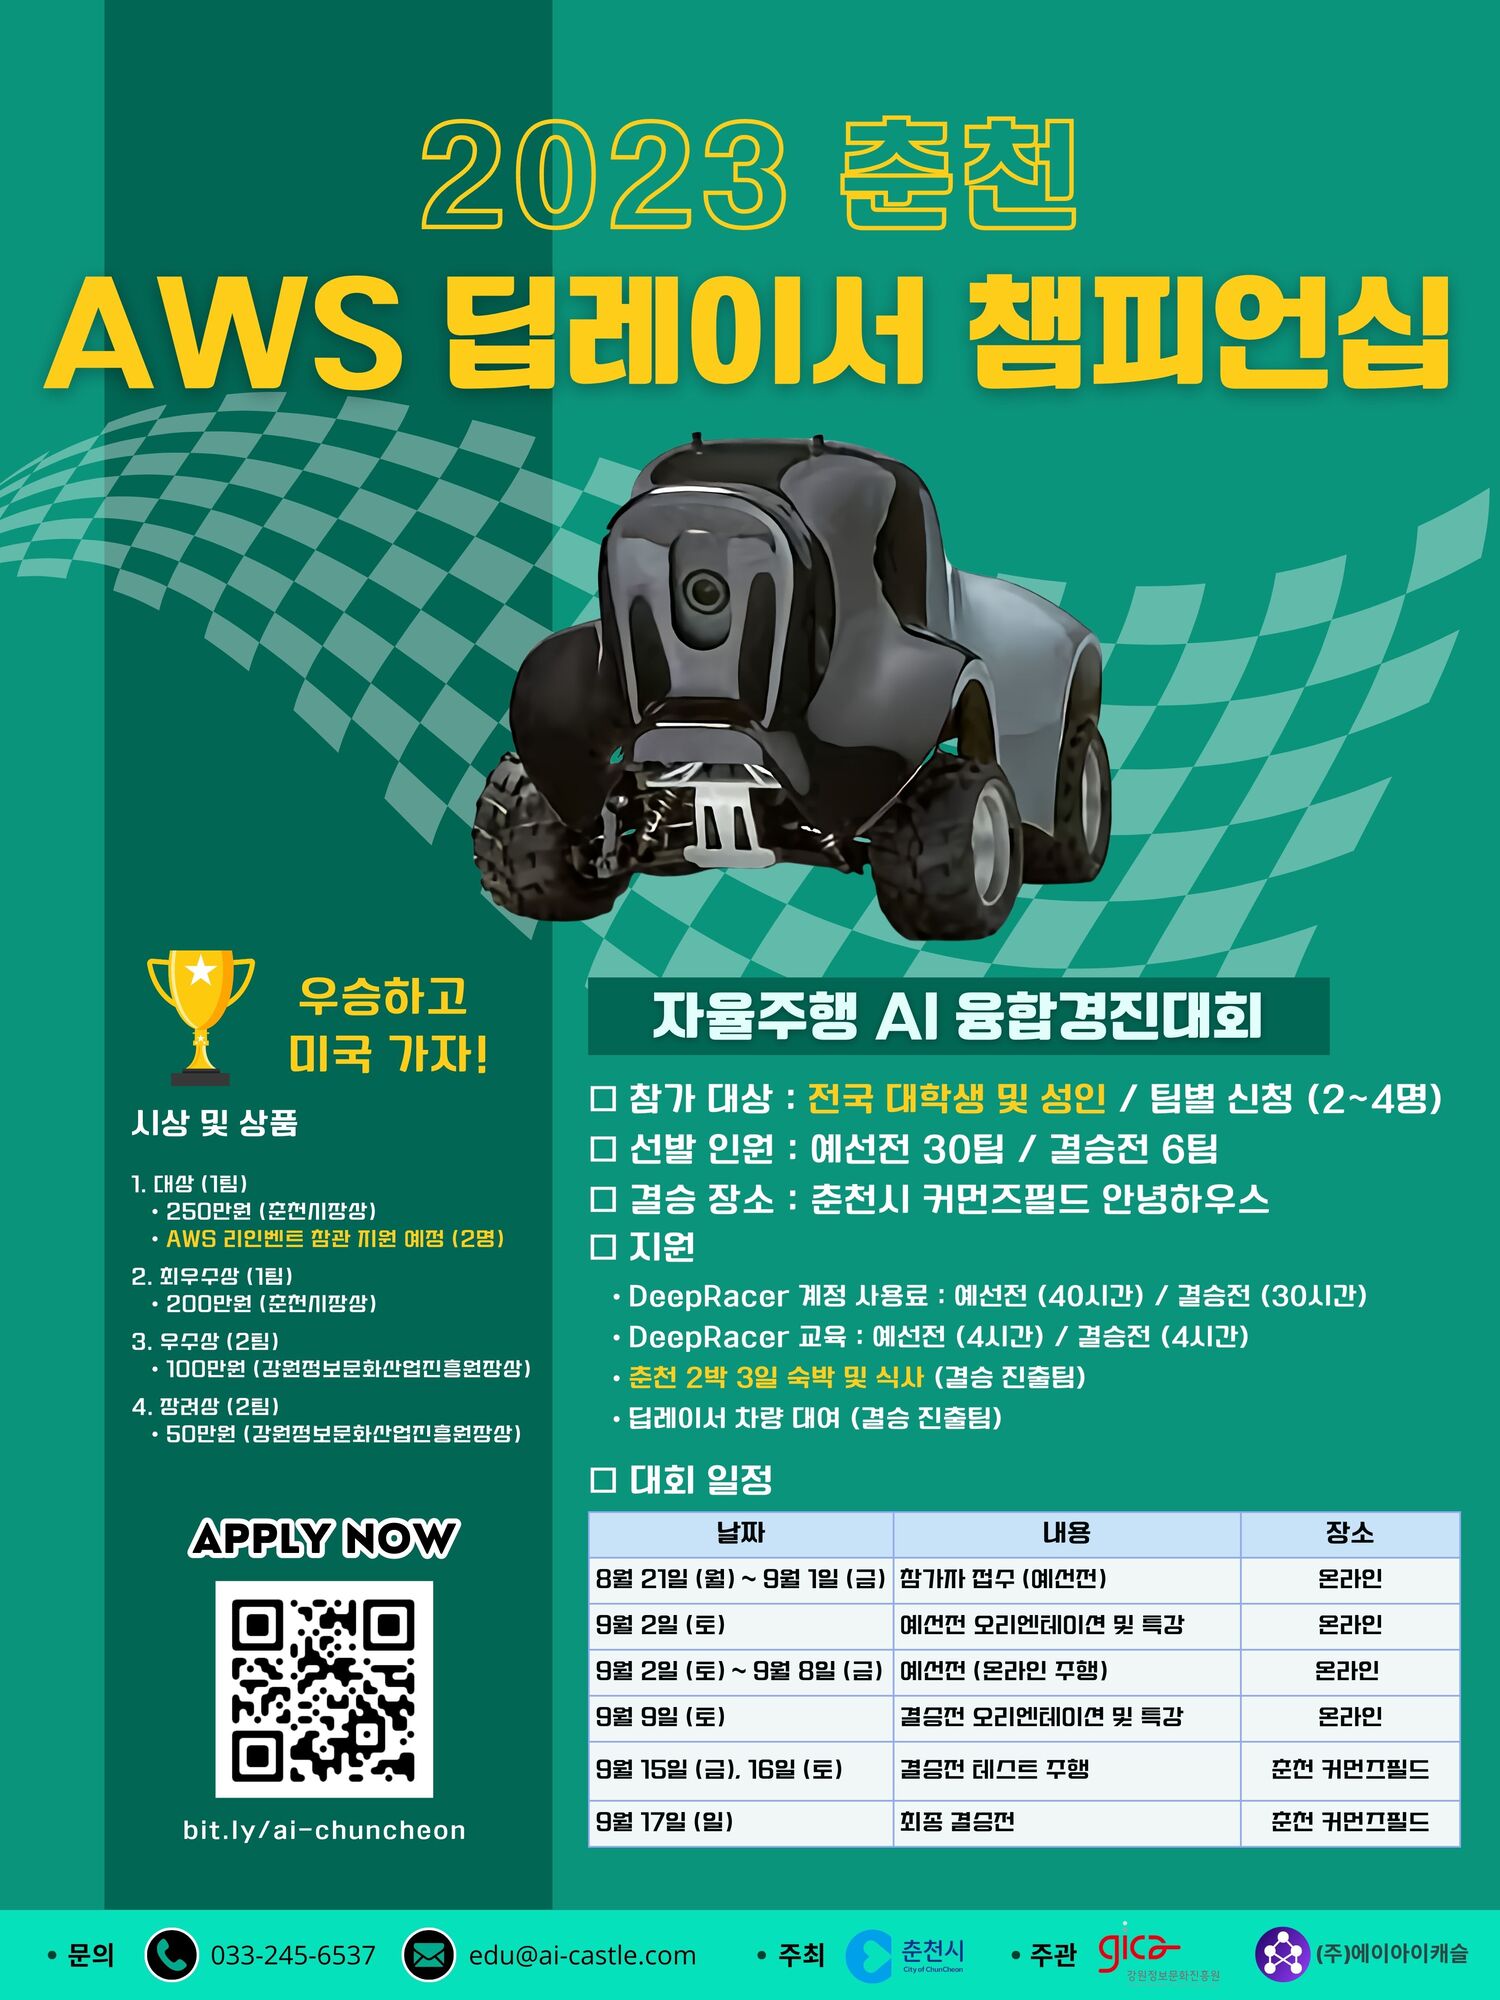 2023 춘천
AWS 딥레이서 챔피언십
우승하고
미국 가자!
시상 및 상품
1. 대상 (1팀)
• 250만원 (춘천시장상)
• AWS 리인벤트 참관 지원 예정 (2명)
2. 최우수상 (1팀)
• 200만원 (춘천시장상)
3. 우수상 (2팀)
• 100만원 (강원정보문화산업진흥원장상)
4. 장려상 (2팀)
• 50만원 (강원정보문화산업진흥원장상)
APPLY NOW
bit.ly/ai-chuncheon
자율주행 AI 융합경진대회
□ 참가 대상 : 전국 대학생 및 성인 / 팀별 신청 (2~4명)
□ 선발 인원 : 예선전 30팀 / 결승전 6팀
□ 결승 장소 : 춘천시 커먼즈필드 안녕하우스
□ 지원
• DeepRacer 계정 사용료 : 예선전 (40시간) / 결승전 (30시간)
• DeepRacer 교육 : 예선전 (4시간) / 결승전 (4시간)
• 춘천 2박 3일 숙박 및 식사 (결승 진출팀)
• 딥레이서 차량 대여 (결승 진출팀)
□ 대회 일정
날짜 내용 장소
8월 21일 (월) ~ 9월 1일 (금) 참가자 접수 (예선전) 온라인
9월 2일 (토) 예선전 오리엔테이션 및 특강 온라인
9월 2일 (토) ~ 9월 8일 (금) 예선전 (온라인 주행) 온라인
9월 9일 (토) 결승전 오리엔테이션 및 특강 온라인
9월 15일 (금), 16일 (토) 결승전 테스트 주행 춘천 커먼즈필드
9월 17일 (일) 최종 결승전 춘천 커먼즈필드
• 문의 033-245-6537 edu@ai-castle.com • 주최 춘천시 • 주관 gica (주)에이아이캐슬
City of ChunCheon
강원정보문화진흥원